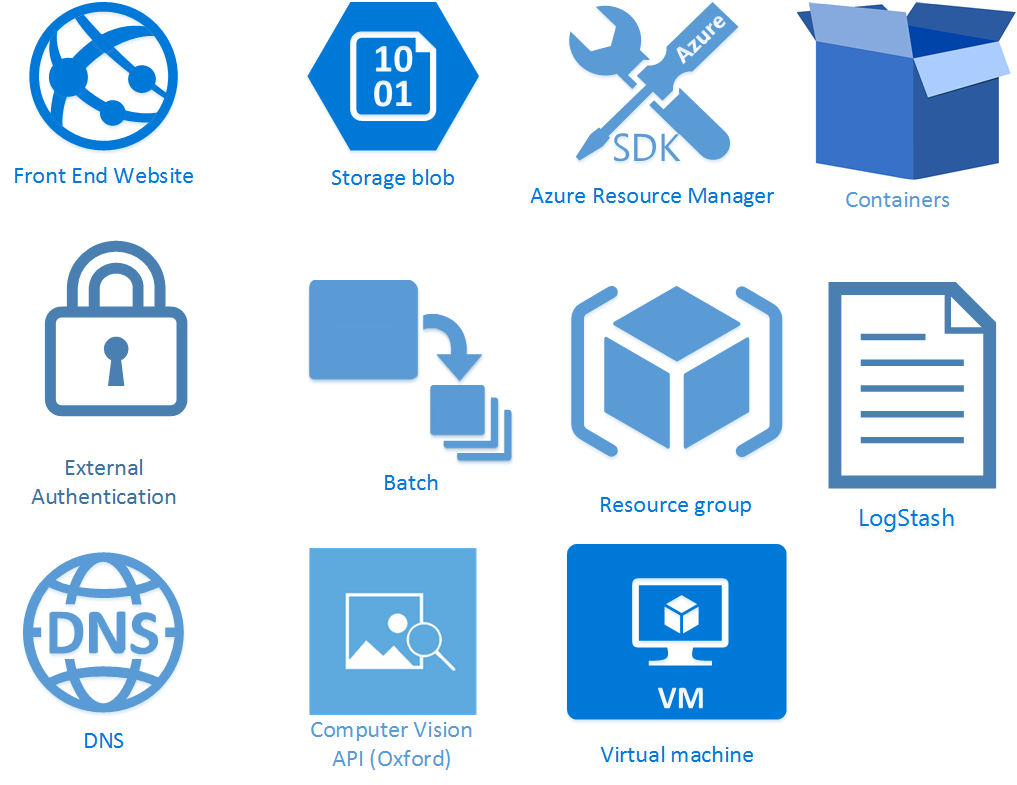 10
01
Azure
SDK
Front End Website
Storage blob
Azure Resource Manager
Containers
External
Authentication
Batch
Resource group
LogStash
DNS
VM
DNS
Computer Vision
API (Oxford)
Virtual machine